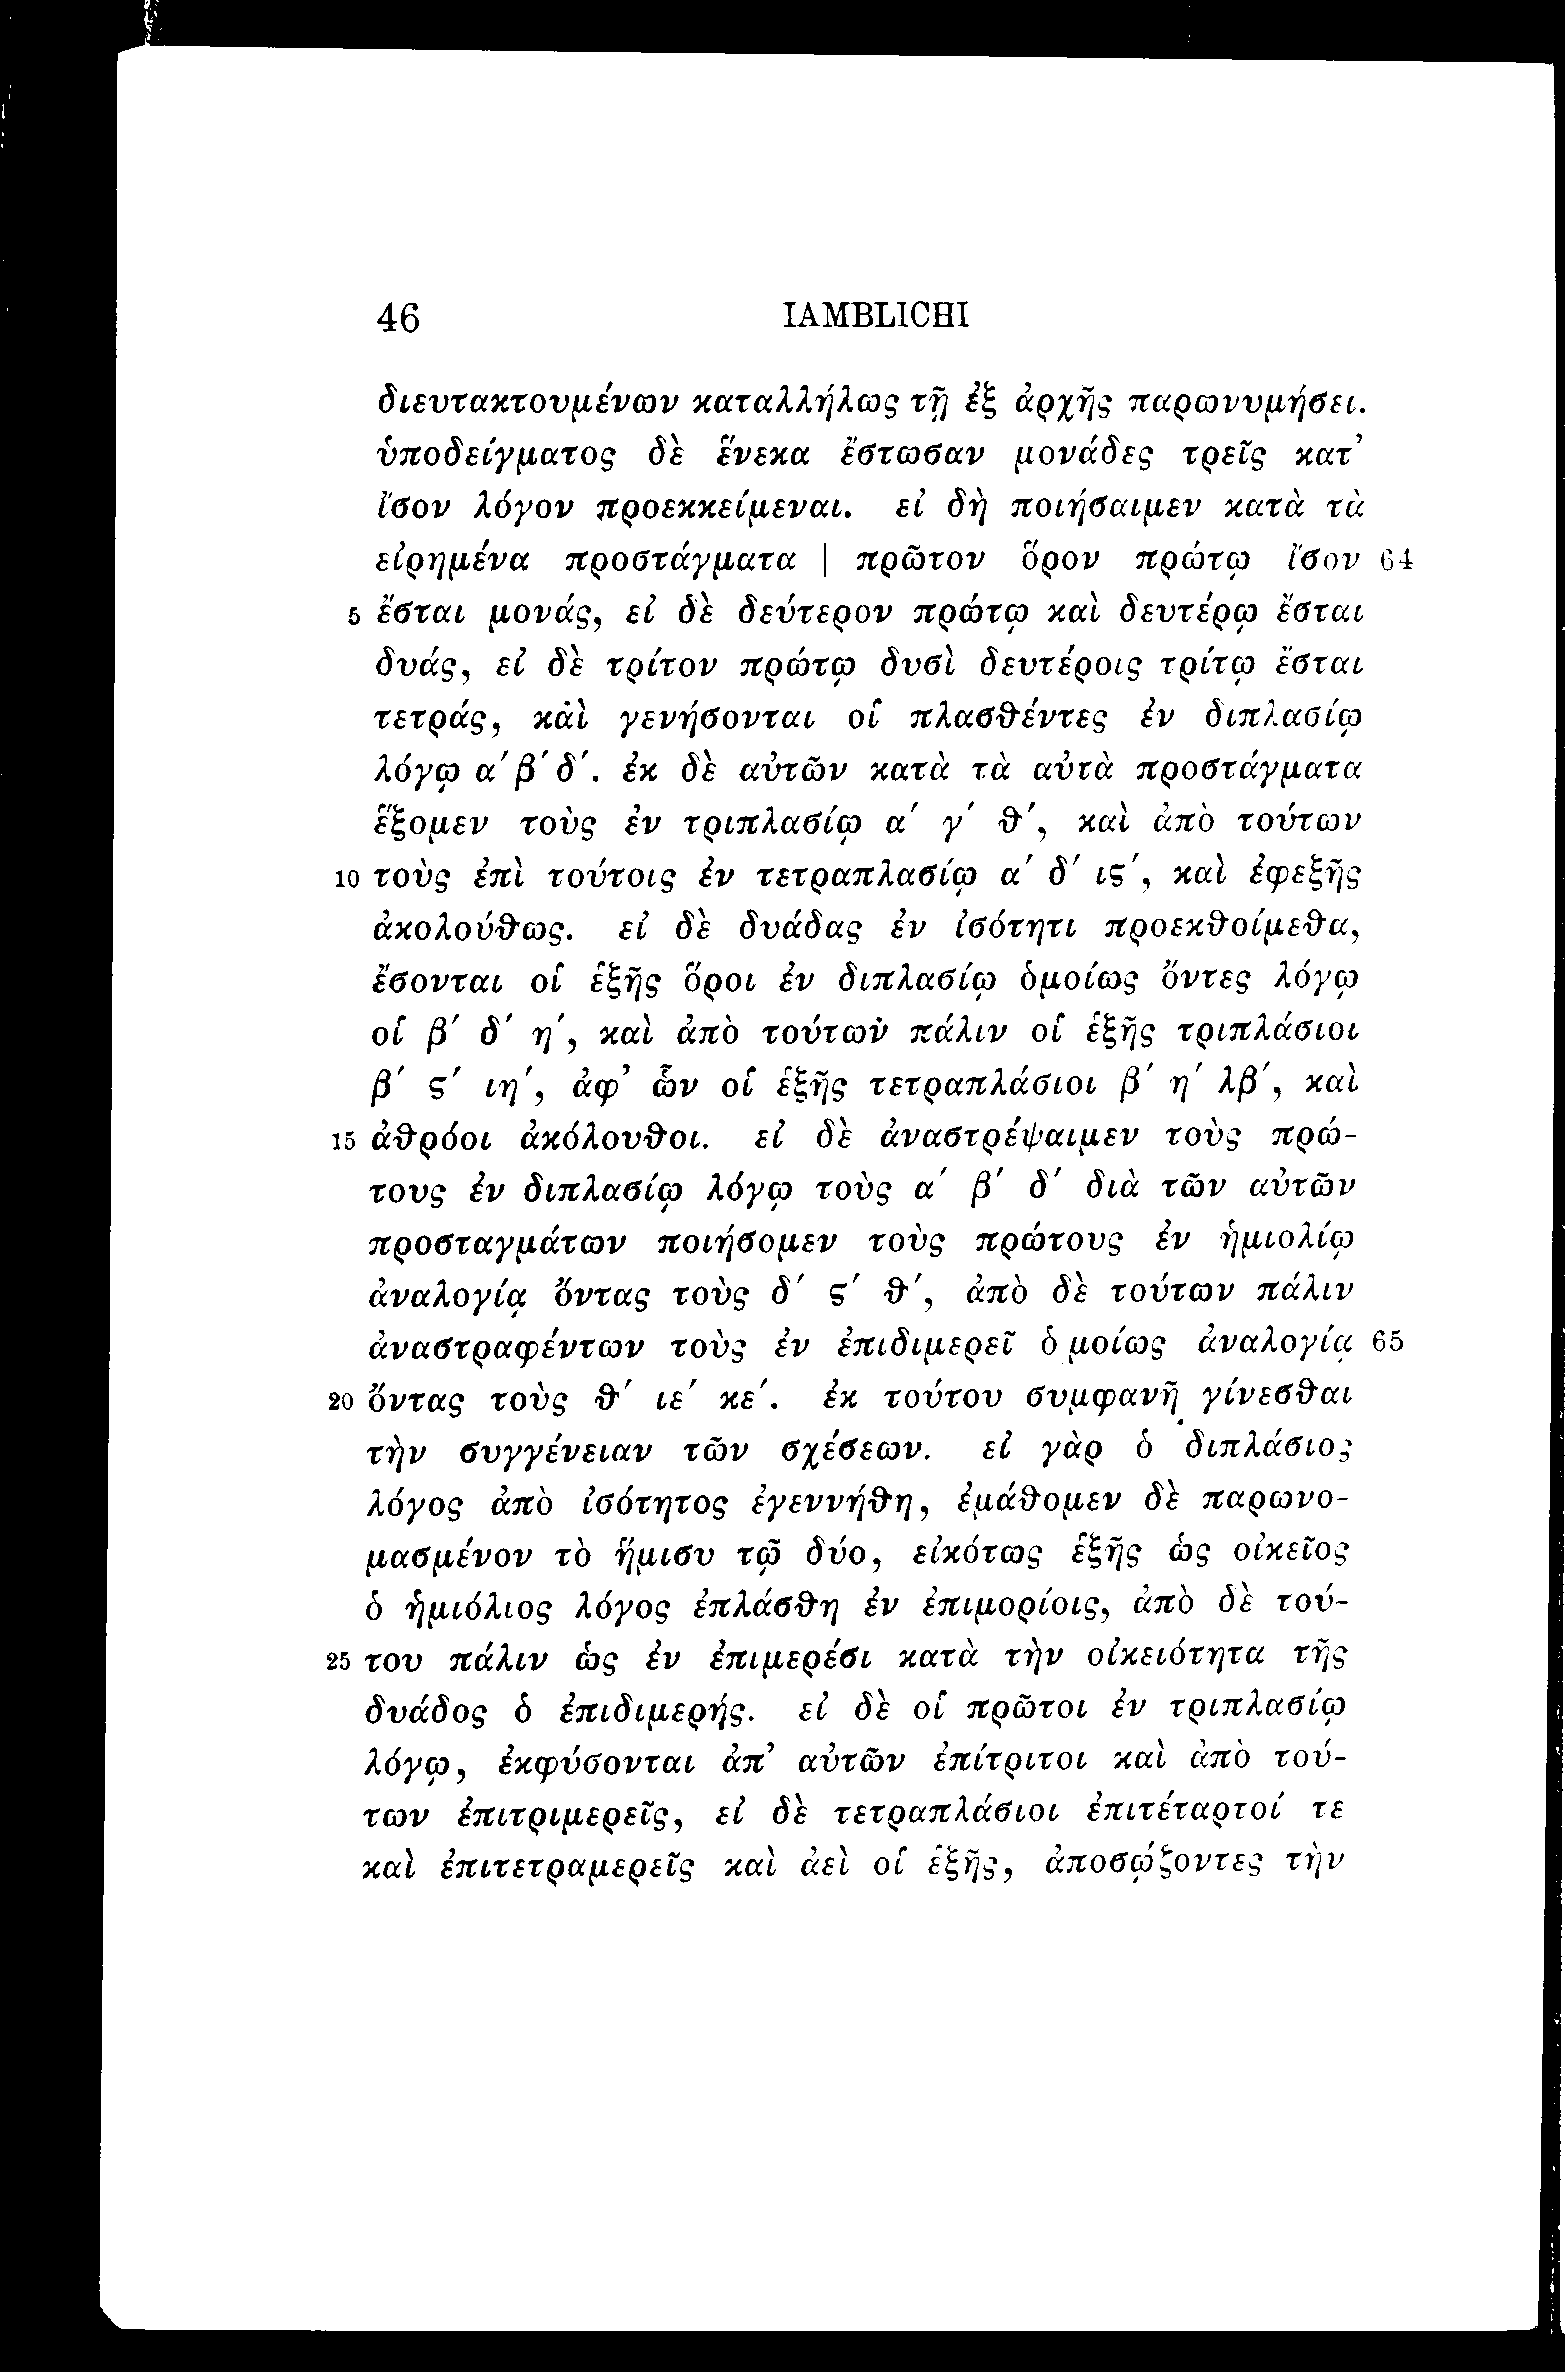 46 IAMBLICHI
διευτακτουμένων καταλλήλως τῇ ἐξ ἀρχῆς παρωνυμήσει.
ὑποδείγματος δὲ ἕνεκα ἔστωσαν μονάδες τρεῖς κατ’
ἴσον λόγον προεκκείμεναι. εἰ δὴ ποιήσαιμεν κατὰ τὰ
εἰρημένα προστάγματα | πρῶτον ὅρον πρώτῳ ἴσον 64
5 ἔσται μονάς, εἰ δὲ δεύτερον πρώτῳ καὶ δευτέρῳ ἔσται
δυάς, εἰ δὲ τρίτον πρώτῳ δυσὶ δευτέροις τρίτῳ ἔσται
τετράς, καὶ γενήσονται οἱ πλασθέντες ἐν διπλασίῳ
λόγῳ α΄ β΄ δ΄. ἐκ δὲ αὐτῶν κατὰ τὰ αὐτὰ προστάγματα
ἕξομεν τοὺς ἐν τριπλασίῳ α΄ γ΄ θ΄, καὶ ἀπὸ τούτων
10 τοὺς ἐπὶ τούτοις ἐν τετραπλασίῳ α΄ δ΄ ις΄, καὶ ἐφεξῆς
ἀκολούθως. εἰ δὲ δυάδας ἐν ἰσότητι προεκθοίμεθα,
ἔσονται οἱ ἑξῆς ὅροι ἐν διπλασίῳ ὁμοίως ὄντες λόγῳ
οἱ β΄ δ΄ η΄, καὶ ἀπὸ τούτων πάλιν οἱ ἑξῆς τριπλάσιοι
β΄ ς΄ ιη΄, ἀφ’ ὧν οἱ ἑξῆς τετραπλάσιοι β΄ η΄ λβ΄, καὶ
15 ἀθρόοι ἀκόλουθοι. εἰ δὲ ἀναστρέψαιμεν τοὺς πρώ-
τους ἐν διπλασίῳ λόγῳ τοὺς α΄ β΄ δ΄ διὰ τῶν αὐτῶν
προσταγμάτων ποιήσομεν τοὺς πρώτους ἐν ἡμιολίῳ
ἀναλογίᾳ ὄντας τοὺς δ΄ ς΄ θ΄, ἀπὸ δὲ τούτων πάλιν
ἀναστραφέντων τοὺς ἐν ἐπιδιμερεῖ ὁμοίως ἀναλογίᾳ 65
20 ὄντας τοὺς θ΄ ιε΄ κε΄. ἐκ τούτου συμφανῆ γίνεσθαι
τὴν συγγένειαν τῶν σχέσεων. εἰ γὰρ ὁ διπλάσιος
λόγος ἀπὸ ἰσότητος ἐγεννήθη, ἐμάθομεν δὲ παρωνο-
μασμένον τὸ ἥμισυ τῷ δύο, εἰκότως ἑξῆς ὡς οἰκεῖος
ὁ ἡμιόλιος λόγος ἐπλάσθη ἐν ἐπιμορίοις, ἀπὸ δὲ τού-
25 του πάλιν ὡς ἐν ἐπιμερέσι κατὰ τὴν οἰκειότητα τῆς
δυάδος ὁ ἐπιδιμερής. εἰ δὲ οἱ πρῶτοι ἐν τριπλασίῳ
λόγῳ, ἐκφύσονται ἀπ’ αὐτῶν ἐπίτριτοι καὶ ἀπὸ τού-
των ἐπιτριμερεῖς, εἰ δὲ τετραπλάσιοι ἐπιτέταρτοί τε
καὶ ἐπιτετραμερεῖς καὶ ἀεὶ οἱ ἑξῆς, ἀποσῴζοντες τὴν